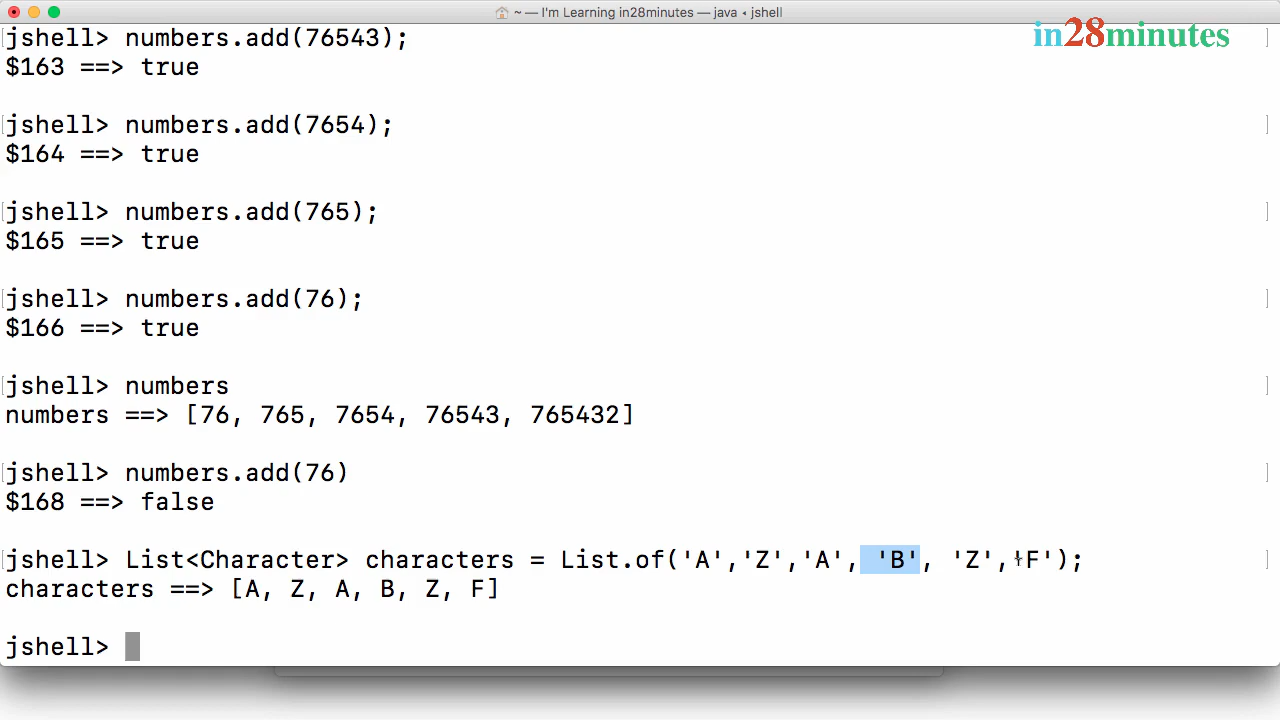 ~ — I'm Learning in28minutes — java ◂ jshell
in28minutes
jshell> numbers.add(76543);
$163 ==> true
jshell> numbers.add(7654);
$164 ==> true
jshell> numbers.add(765);
$165 ==> true
jshell> numbers.add(76);
$166 ==> true
jshell> numbers
numbers ==> [76, 765, 7654, 76543, 765432]
jshell> numbers.add(76)
$168 ==> false
jshell> List<Character> characters = List.of('A','Z','A', 'B', 'Z','F');
characters ==> [A, Z, A, B, Z, F]
jshell>